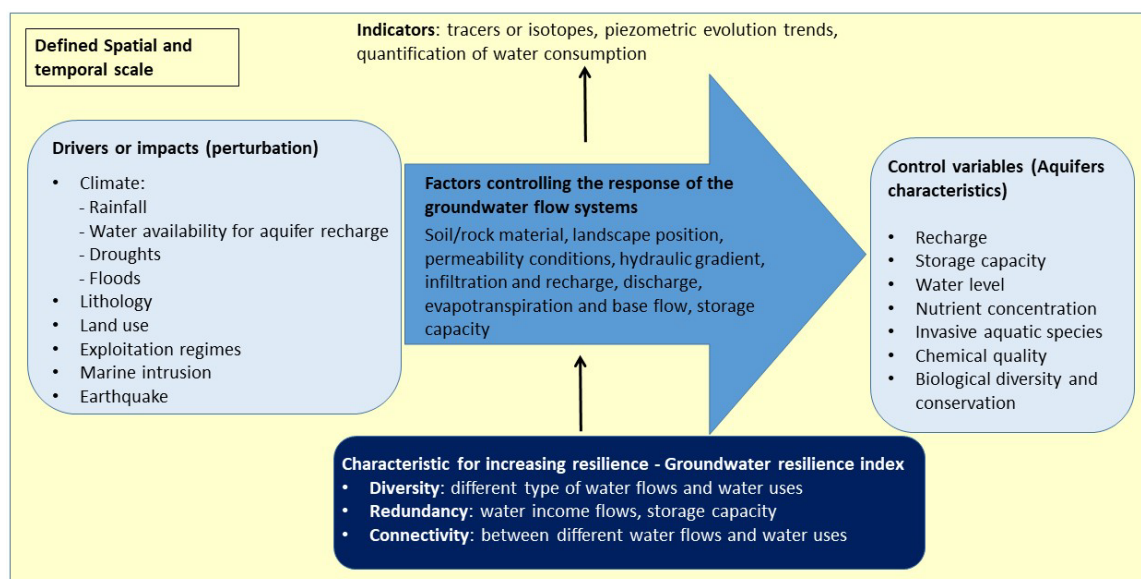 Defined Spatial and
temporal scale
Indicators: tracers or isotopes, piezometric evolution trends,
quantification of water consumption
Drivers or impacts (perturbation)
• Climate:
- Rainfall
- Water availability for aquifer recharge
- Droughts
- Floods
• Lithology
• Land use
• Exploitation regimes
• Marine intrusion
• Earthquake
Factors controlling the response of the
groundwater flow systems
Soil/rock material, landscape position,
permeability conditions, hydraulic gradient,
infiltration and recharge, discharge,
evapotranspiration and base flow, storage
capacity
Control variables (Aquifers
characteristics)
• Recharge
• Storage capacity
• Water level
• Nutrient concentration
• Invasive aquatic species
• Chemical quality
• Biological diversity and
conservation
Characteristic for increasing resilience - Groundwater resilience index
• Diversity: different type of water flows and water uses
• Redundancy: water income flows, storage capacity
• Connectivity: between different water flows and water uses